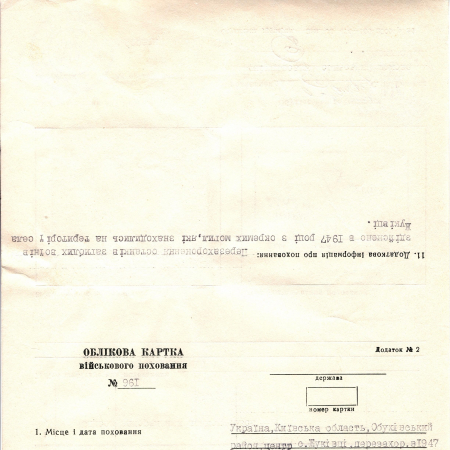 11. Додаткова інформація про поховання: Перезахоронення останків загиблих воїнів
здійснено в 1947 році з окремих могил, які знаходились на території села
Жуківці.
ОБЛІКОВА КАРТКА
військового поховання
№ 961
Додаток № 2
держава
номер картки
1. Місце і дата поховання
Україна, Київська область, Обухівський
район, центр с.Жуківці, перезахор. в 1947